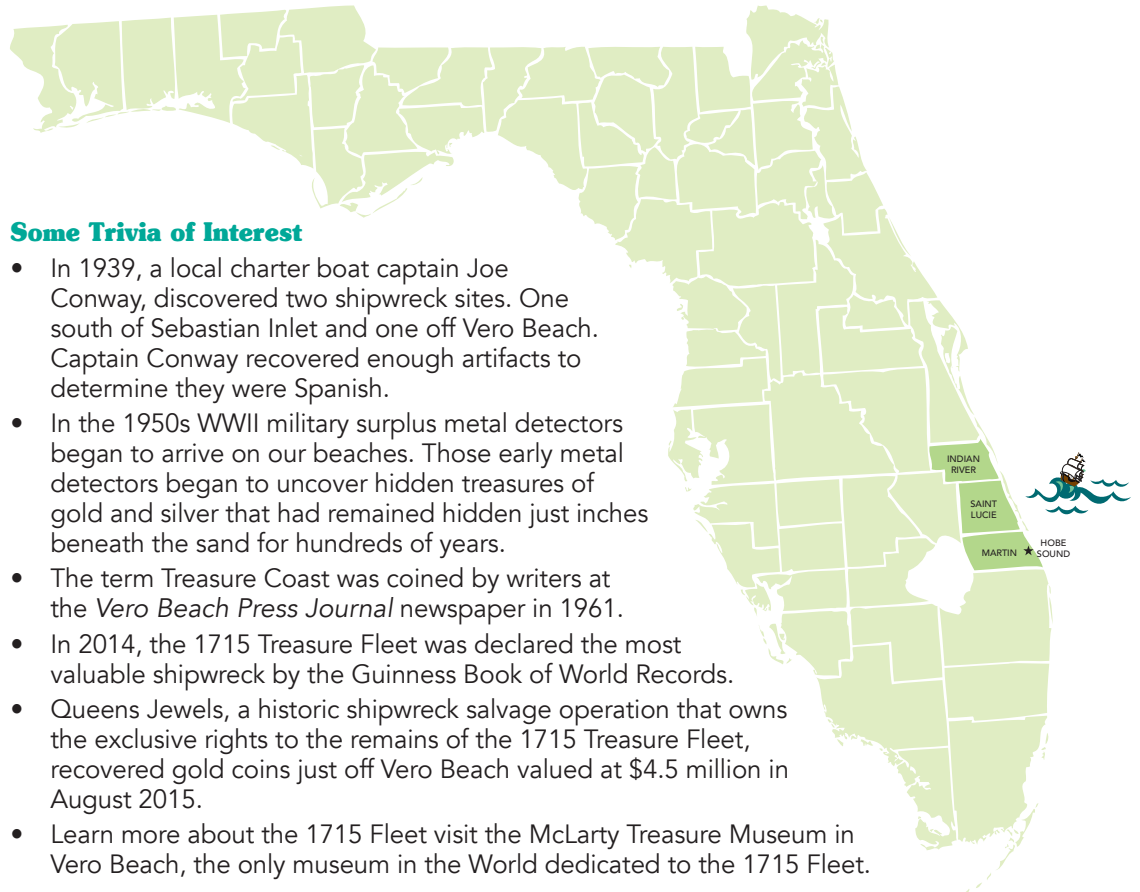 Some Trivia of Interest
• In 1939, a local charter boat captain Joe
Conway, discovered two shipwreck sites. One
south of Sebastian Inlet and one off Vero Beach.
Captain Conway recovered enough artifacts to
determine they were Spanish.
• In the 1950s WWII military surplus metal detectors
began to arrive on our beaches. Those early metal
detectors began to uncover hidden treasures of
gold and silver that had remained hidden just inches
beneath the sand for hundreds of years.
• The term Treasure Coast was coined by writers at
the Vero Beach Press Journal newspaper in 1961.
• In 2014, the 1715 Treasure Fleet was declared the most
valuable shipwreck by the Guinness Book of World Records.
• Queens Jewels, a historic shipwreck salvage operation that owns
the exclusive rights to the remains of the 1715 Treasure Fleet,
recovered gold coins just off Vero Beach valued at $4.5 million in
August 2015.
• Learn more about the 1715 Fleet visit the McLarty Treasure Museum in
Vero Beach, the only museum in the World dedicated to the 1715 Fleet.
INDIAN
RIVER
SAINT
LUCIE
MARTIN
HOBE
SOUND